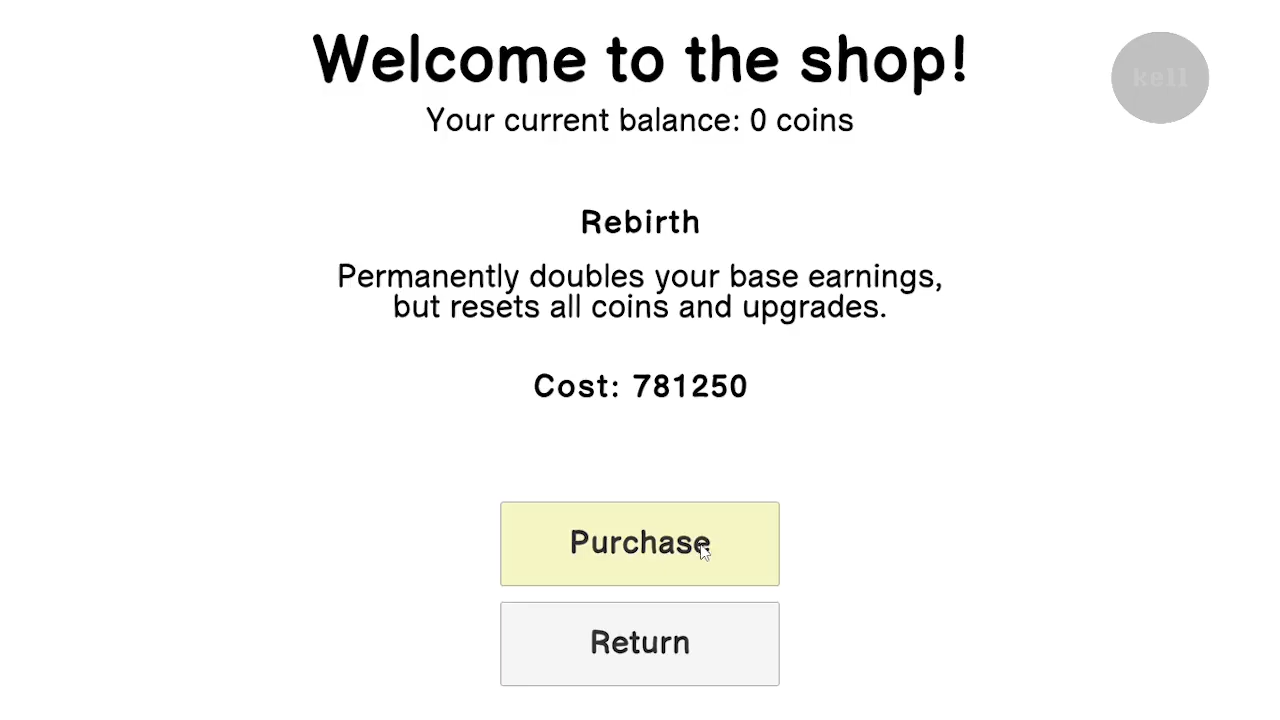 Welcome to the shop!
kell
Your current balance: 0 coins
Rebirth
Permanently doubles your base earnings,
but resets all coins and upgrades.
Cost: 781250
Purchase
Return